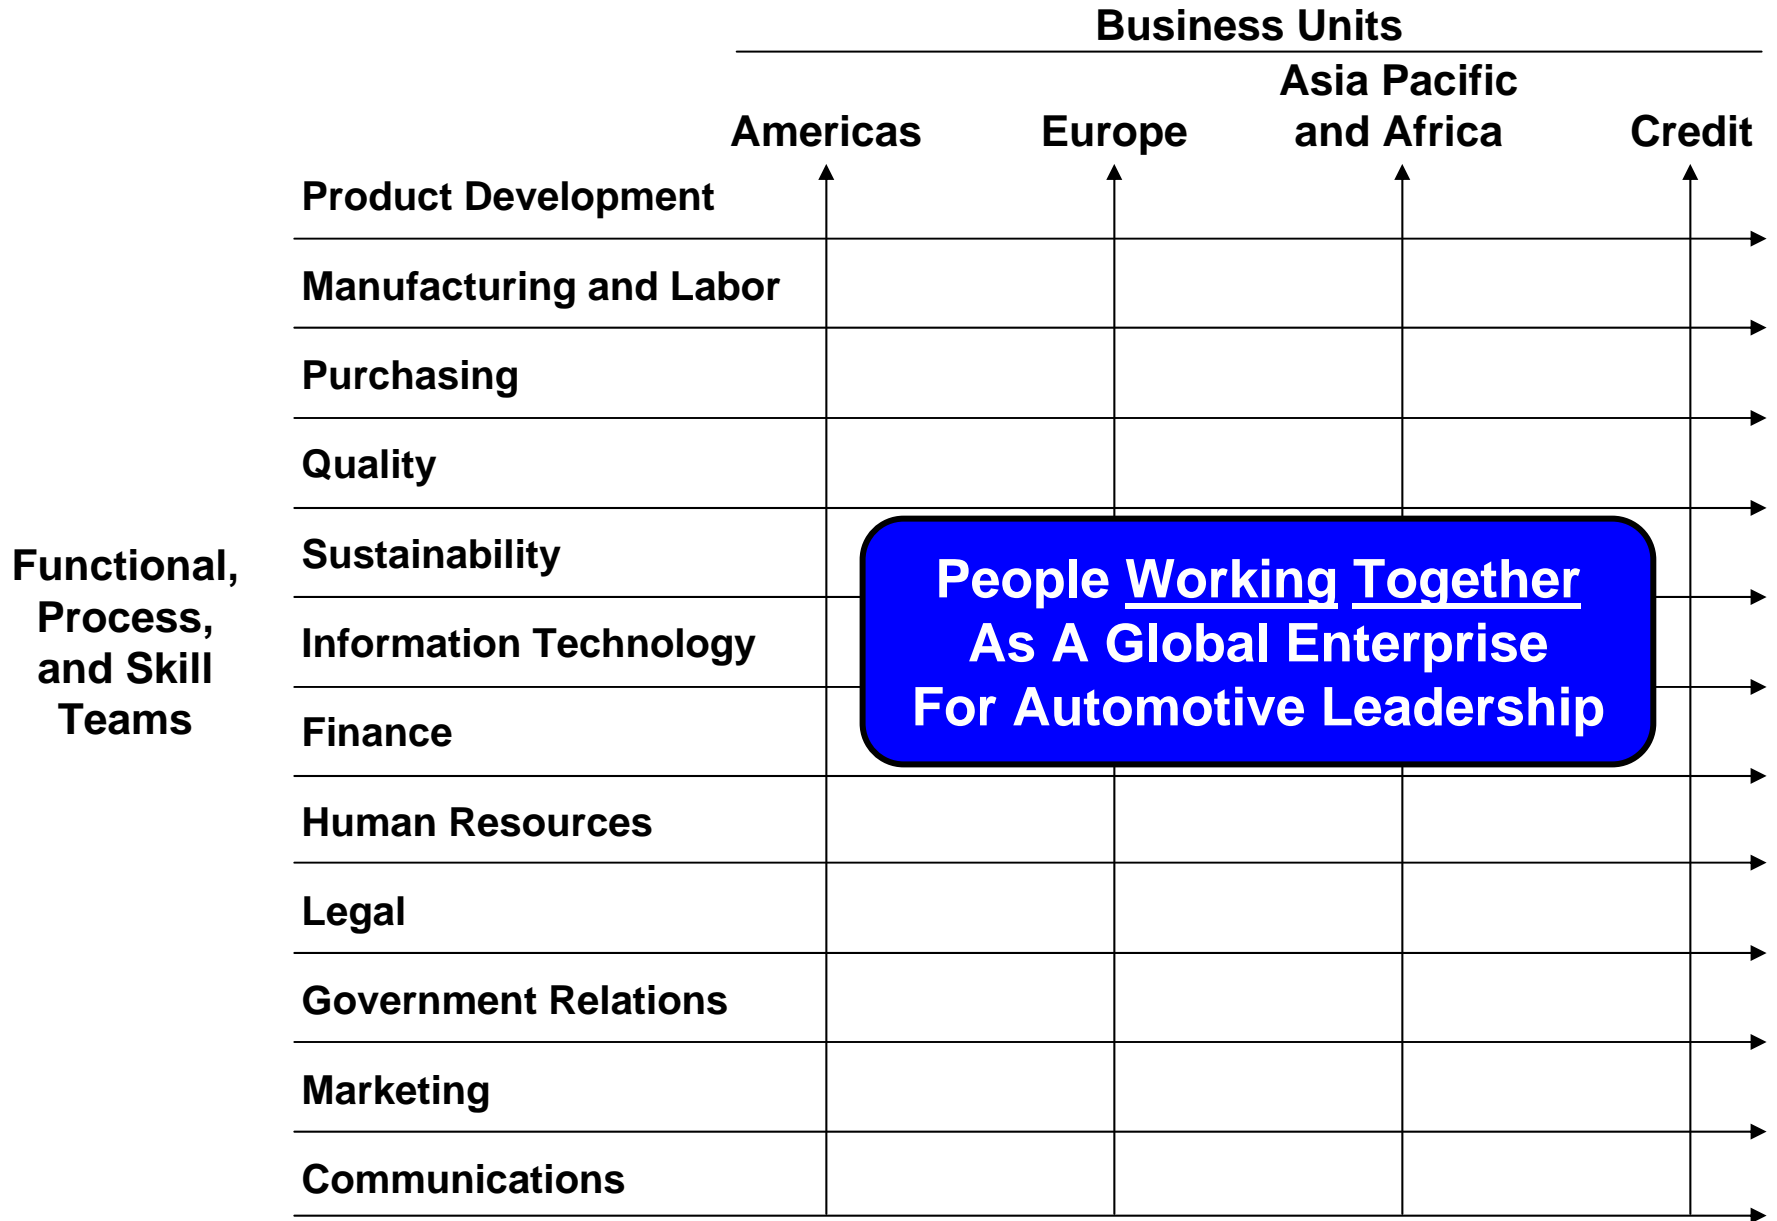 Business Units
Asia Pacific
Americas Europe and Africa Credit
Product Development
Manufacturing and Labor
Purchasing
Quality
Sustainability
Information Technology
Finance
Human Resources
Legal
Government Relations
Marketing
Communications
Functional,
Process,
and Skill
Teams
People Working Together
As A Global Enterprise
For Automotive Leadership